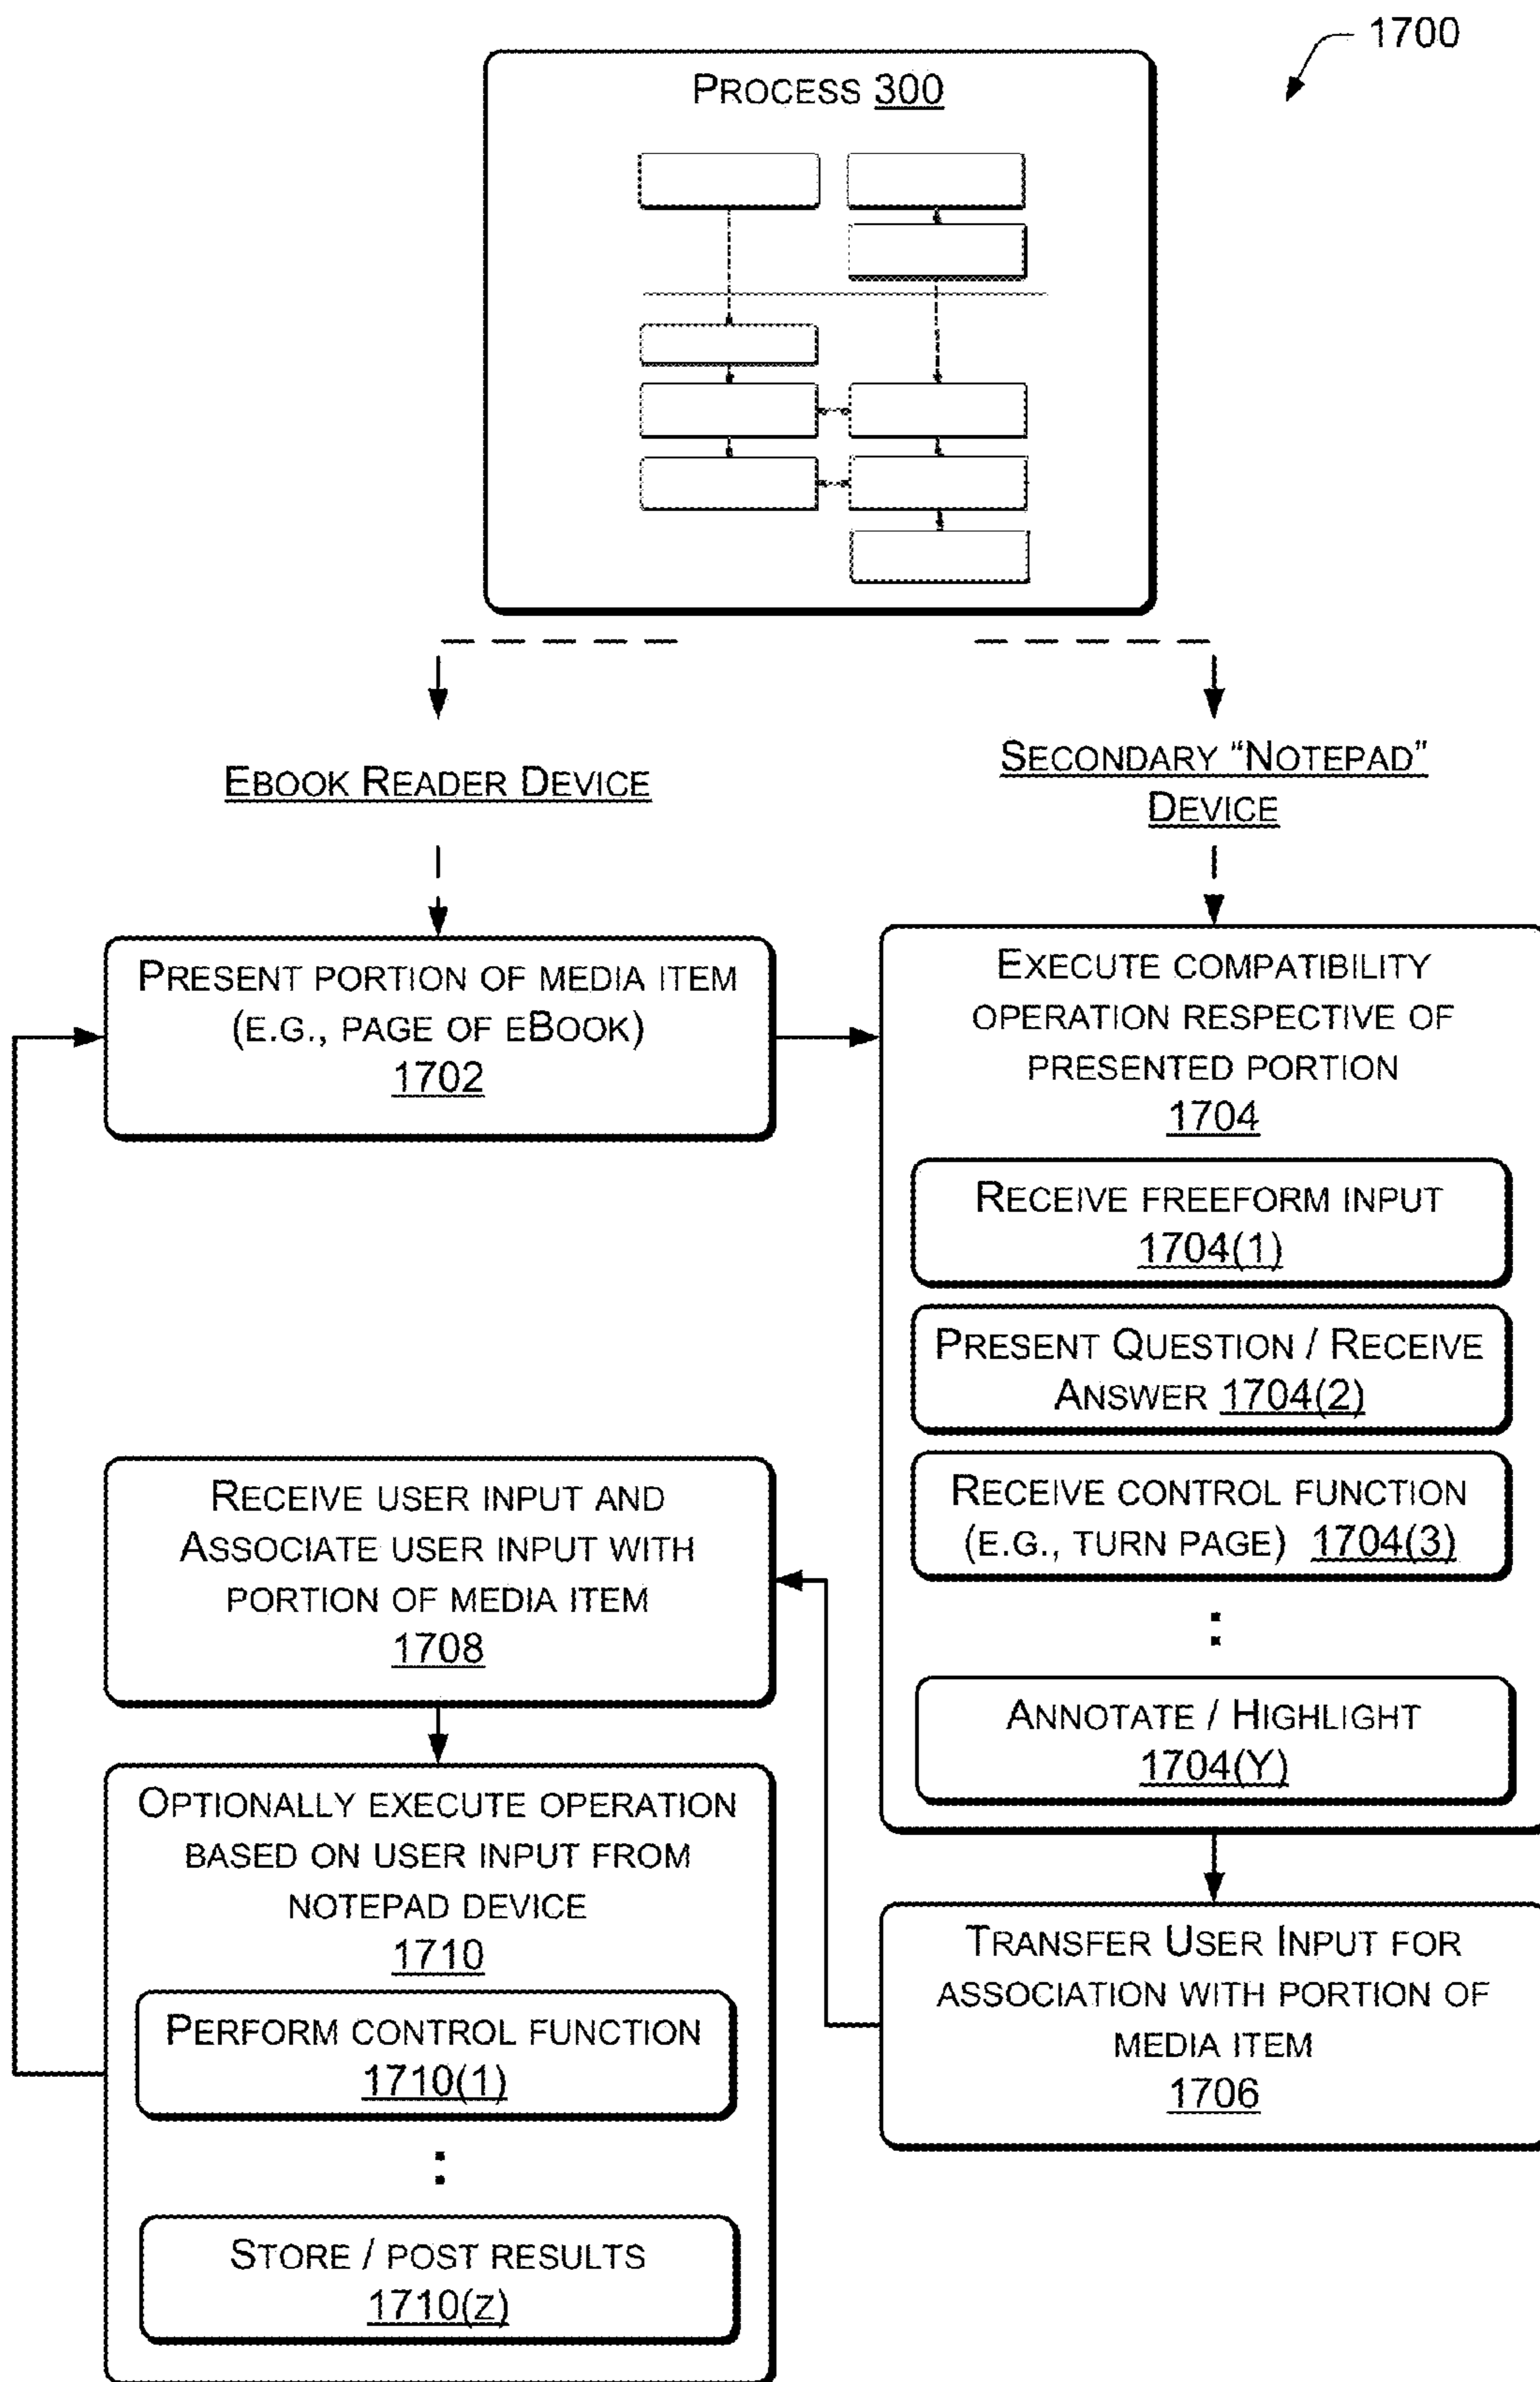 1700
PROCESS 300
EBOOK READER DEVICE
SECONDARY “NOTEPAD”
DEVICE
PRESENT PORTION OF MEDIA ITEM
(E.G., PAGE OF EBOOK)
1702
EXECUTE COMPATIBILITY
OPERATION RESPECTIVE OF
PRESENTED PORTION
1704
RECEIVE FREEFORM INPUT
1704(1)
PRESENT QUESTION / RECEIVE
ANSWER 1704(2)
RECEIVE CONTROL FUNCTION
(E.G., TURN PAGE) 1704(3)
ANNOTATE / HIGHLIGHT
1704(Y)
TRANSFER USER INPUT FOR
ASSOCIATION WITH PORTION OF
MEDIA ITEM
1706
RECEIVE USER INPUT AND
ASSOCIATE USER INPUT WITH
PORTION OF MEDIA ITEM
1708
OPTIONALLY EXECUTE OPERATION
BASED ON USER INPUT FROM
NOTEPAD DEVICE
1710
PERFORM CONTROL FUNCTION
1710(1)
STORE / POST RESULTS
1710(Z)